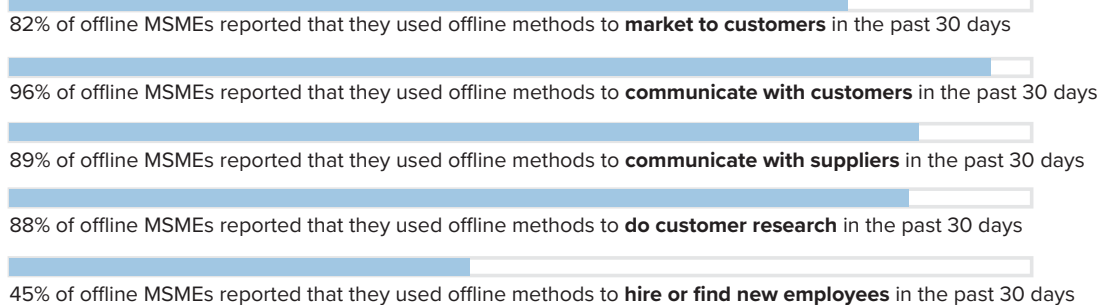 82% of offline MSMEs reported that they used offline methods to market to customers in the past 30 days
96% of offline MSMEs reported that they used offline methods to communicate with customers in the past 30 days
89% of offline MSMEs reported that they used offline methods to communicate with suppliers in the past 30 days
88% of offline MSMEs reported that they used offline methods to do customer research in the past 30 days
45% of offline MSMEs reported that they used offline methods to hire or find new employees in the past 30 days